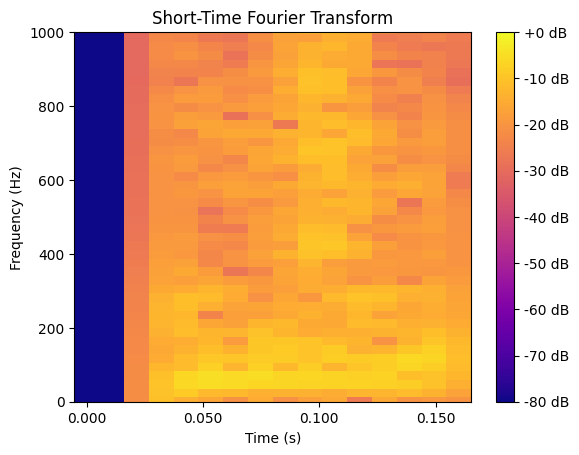 Short-Time Fourier Transform
Frequency (Hz)
1000
800
600
400
200
0
0.000
0.050
0.100
0.150
Time (s)
+0 dB
-10 dB
-20 dB
-30 dB
-40 dB
-50 dB
-60 dB
-70 dB
-80 dB